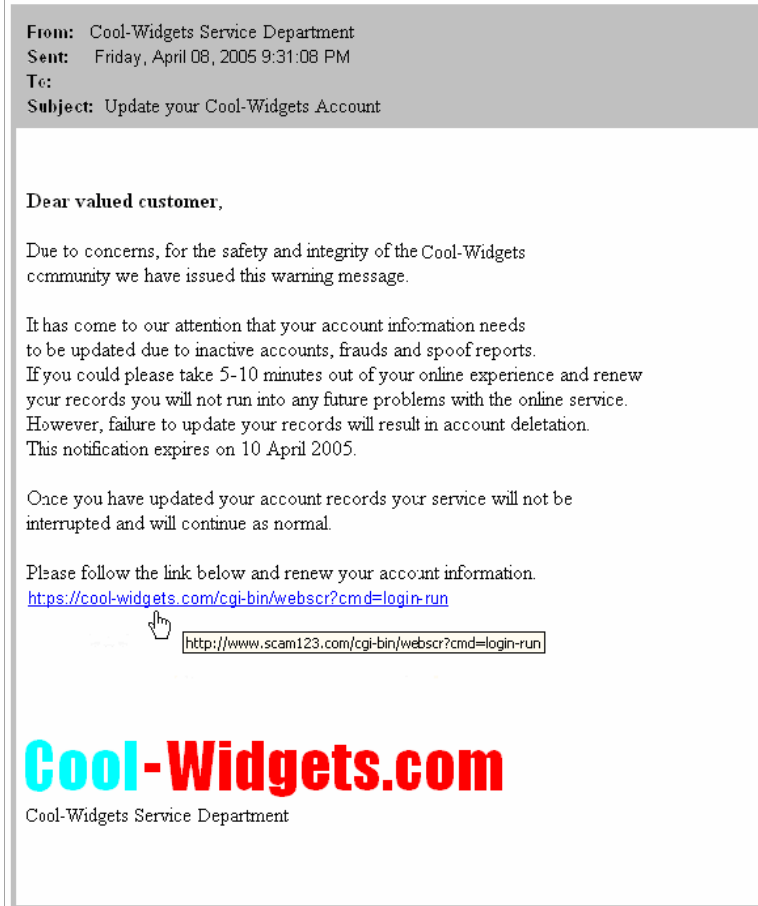 From: Cool-Widgets Service Department
Sent: Friday, April 08, 2005 9:31:08 PM
To:
Subject: Update your Cool-Widgets Account
Dear valued customer,
Due to concerns, for the safety and integrity of the Cool-Widgets
community we have issued this warning message.
It has come to our attention that your account information needs
to be updated due to inactive accounts, frauds and spoof reports.
If you could please take 5-10 minutes out of your online experience and renew
your records you will not run into any future problems with the online service.
However, failure to update your records will result in account deletation.
This notification expires on 10 April 2005.
Once you have updated your account records your service will not be
interrupted and will continue as normal.
Please follow the link below and renew your account information.
https://cool-widgets.com/cgi-bin/webscr?cmd=login-run
http://www.scam123.com/cgi-bin/webscr?cmd=login-run
Cool-Widgets.com
Cool-Widgets Service Department